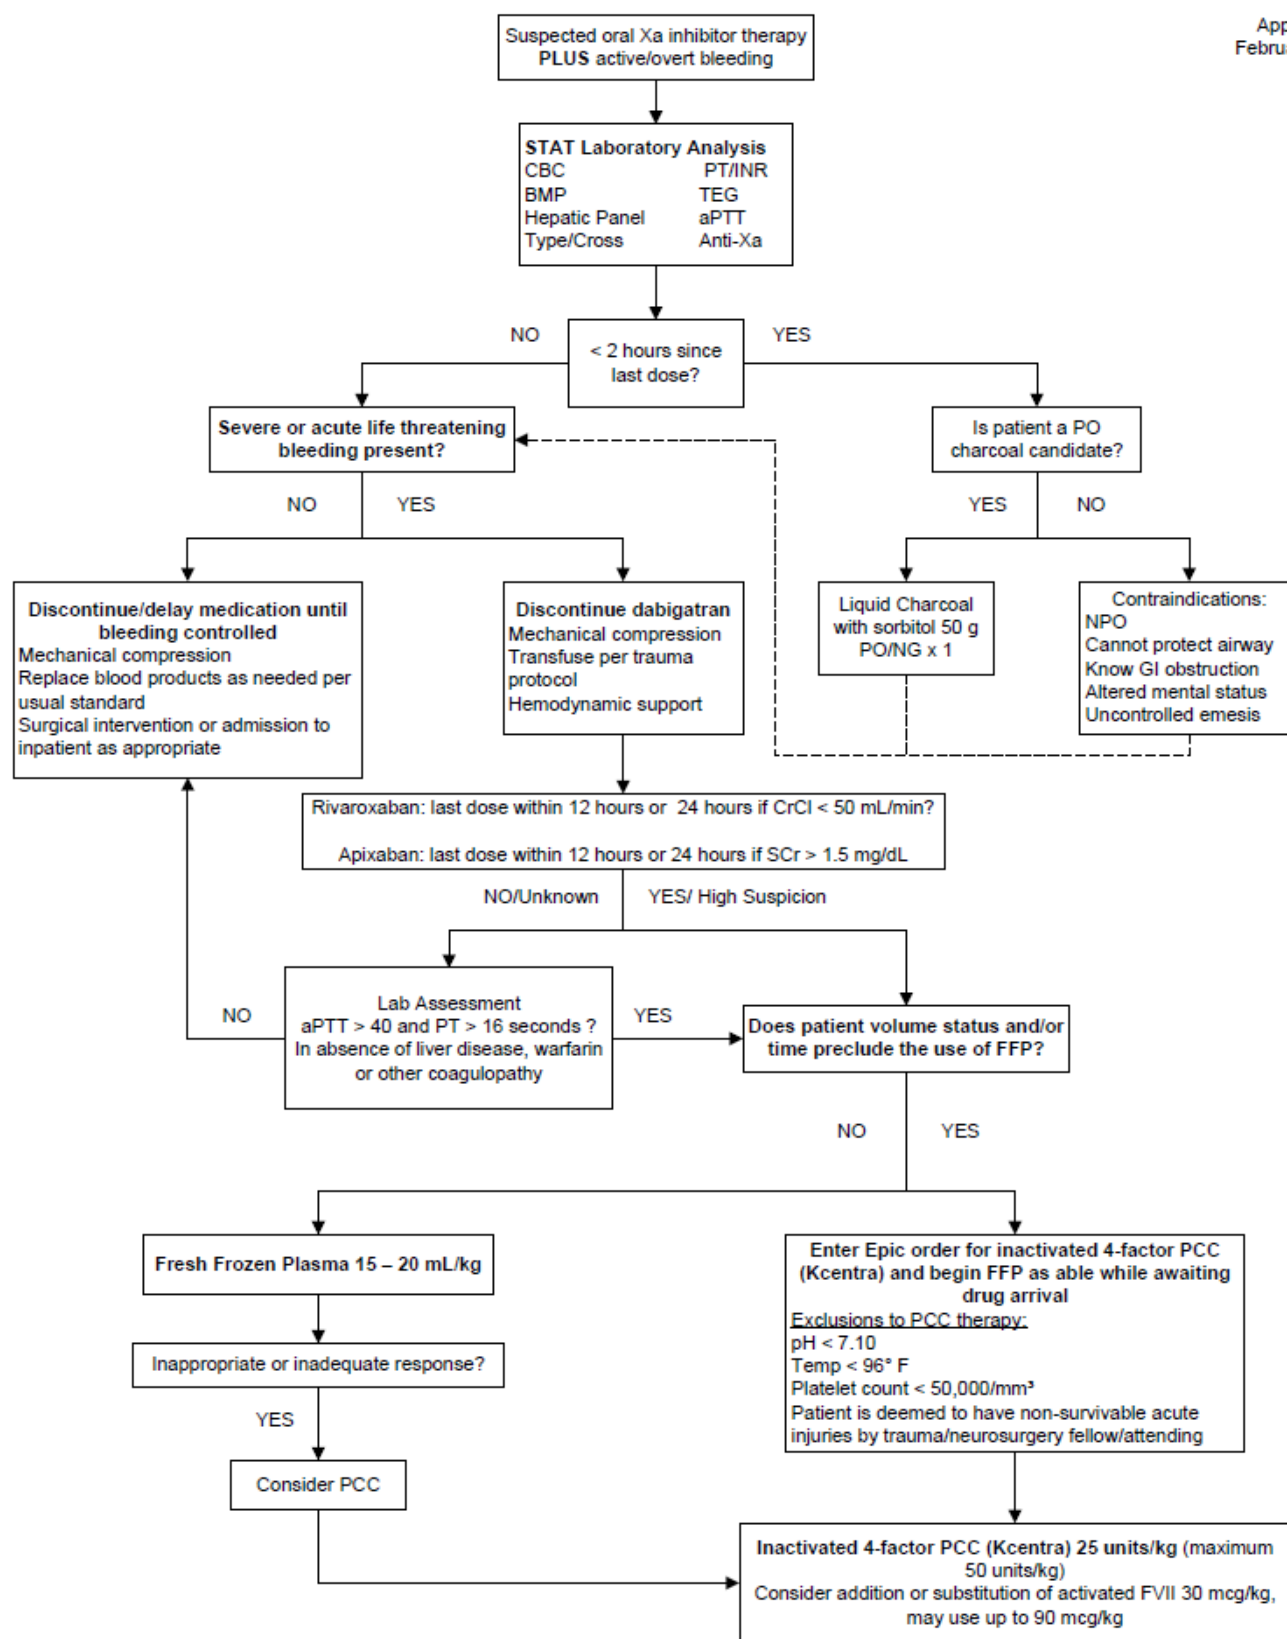 App
Februa
Suspected oral Xa inhibitor therapy
PLUS active/overt bleeding
STAT Laboratory Analysis
CBC PT/INR
BMP TEG
Hepatic Panel aPTT
Type/Cross Anti-Xa
NO
YES
< 2 hours since
last dose?
Severe or acute life threatening
bleeding present?
Is patient a PO
charcoal candidate?
NO
YES
YES
NO
Discontinue/delay medication until
bleeding controlled
Mechanical compression
Replace blood products as needed per
usual standard
Surgical intervention or admission to
inpatient as appropriate
Discontinue dabigatran
Mechanical compression
Transfuse per trauma
protocol
Hemodynamic support
Liquid Charcoal
with sorbitol 50 g
PO/NG x 1
Contraindications:
NPO
Cannot protect airway
Know GI obstruction
Altered mental status
Uncontrolled emesis
Rivaroxaban: last dose within 12 hours or 24 hours if CrCl < 50 mL/min?
Apixaban: last dose within 12 hours or 24 hours if SCr > 1.5 mg/dL
NO/Unknown
YES/ High Suspicion
NO
Lab Assessment
aPTT > 40 and PT > 16 seconds ?
In absence of liver disease, warfarin
or other coagulopathy
YES
Does patient volume status and/or
time preclude the use of FFP?
NO
YES
Fresh Frozen Plasma 15 – 20 mL/kg
Inappropriate or inadequate response?
YES
Consider PCC
Enter Epic order for inactivated 4-factor PCC
(Kcentra) and begin FFP as able while awaiting
drug arrival
Exclusions to PCC therapy:
pH < 7.10
Temp < 96° F
Platelet count < 50,000/mm³
Patient is deemed to have non-survivable acute
injuries by trauma/neurosurgery fellow/attending
Inactivated 4-factor PCC (Kcentra) 25 units/kg (maximum
50 units/kg)
Consider addition or substitution of activated FVII 30 mcg/kg,
may use up to 90 mcg/kg